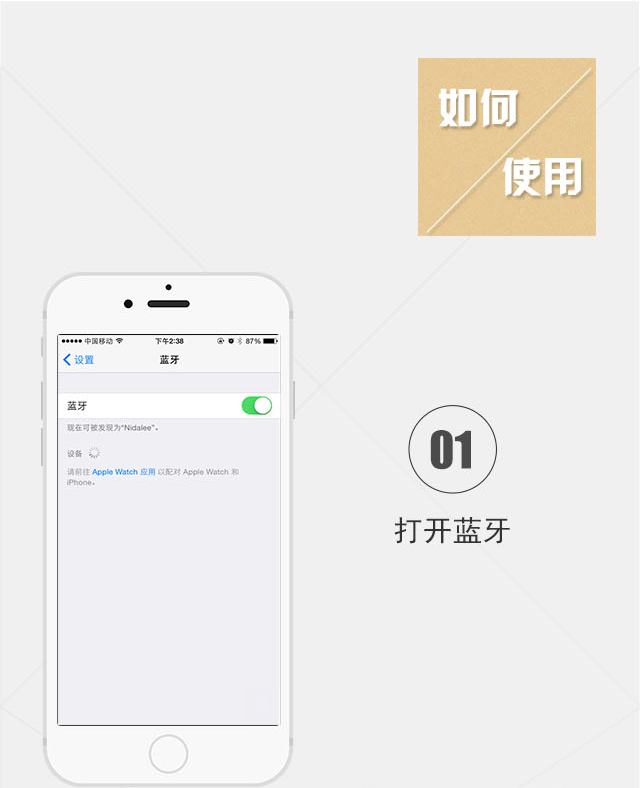 如何
使用
中国移动 下午2:38 87%
设置 蓝牙
蓝牙
现在可被发现为“Nidalee”。
设备
请前往 Apple Watch 应用 以配对 Apple Watch 和
iPhone。
01
打开蓝牙